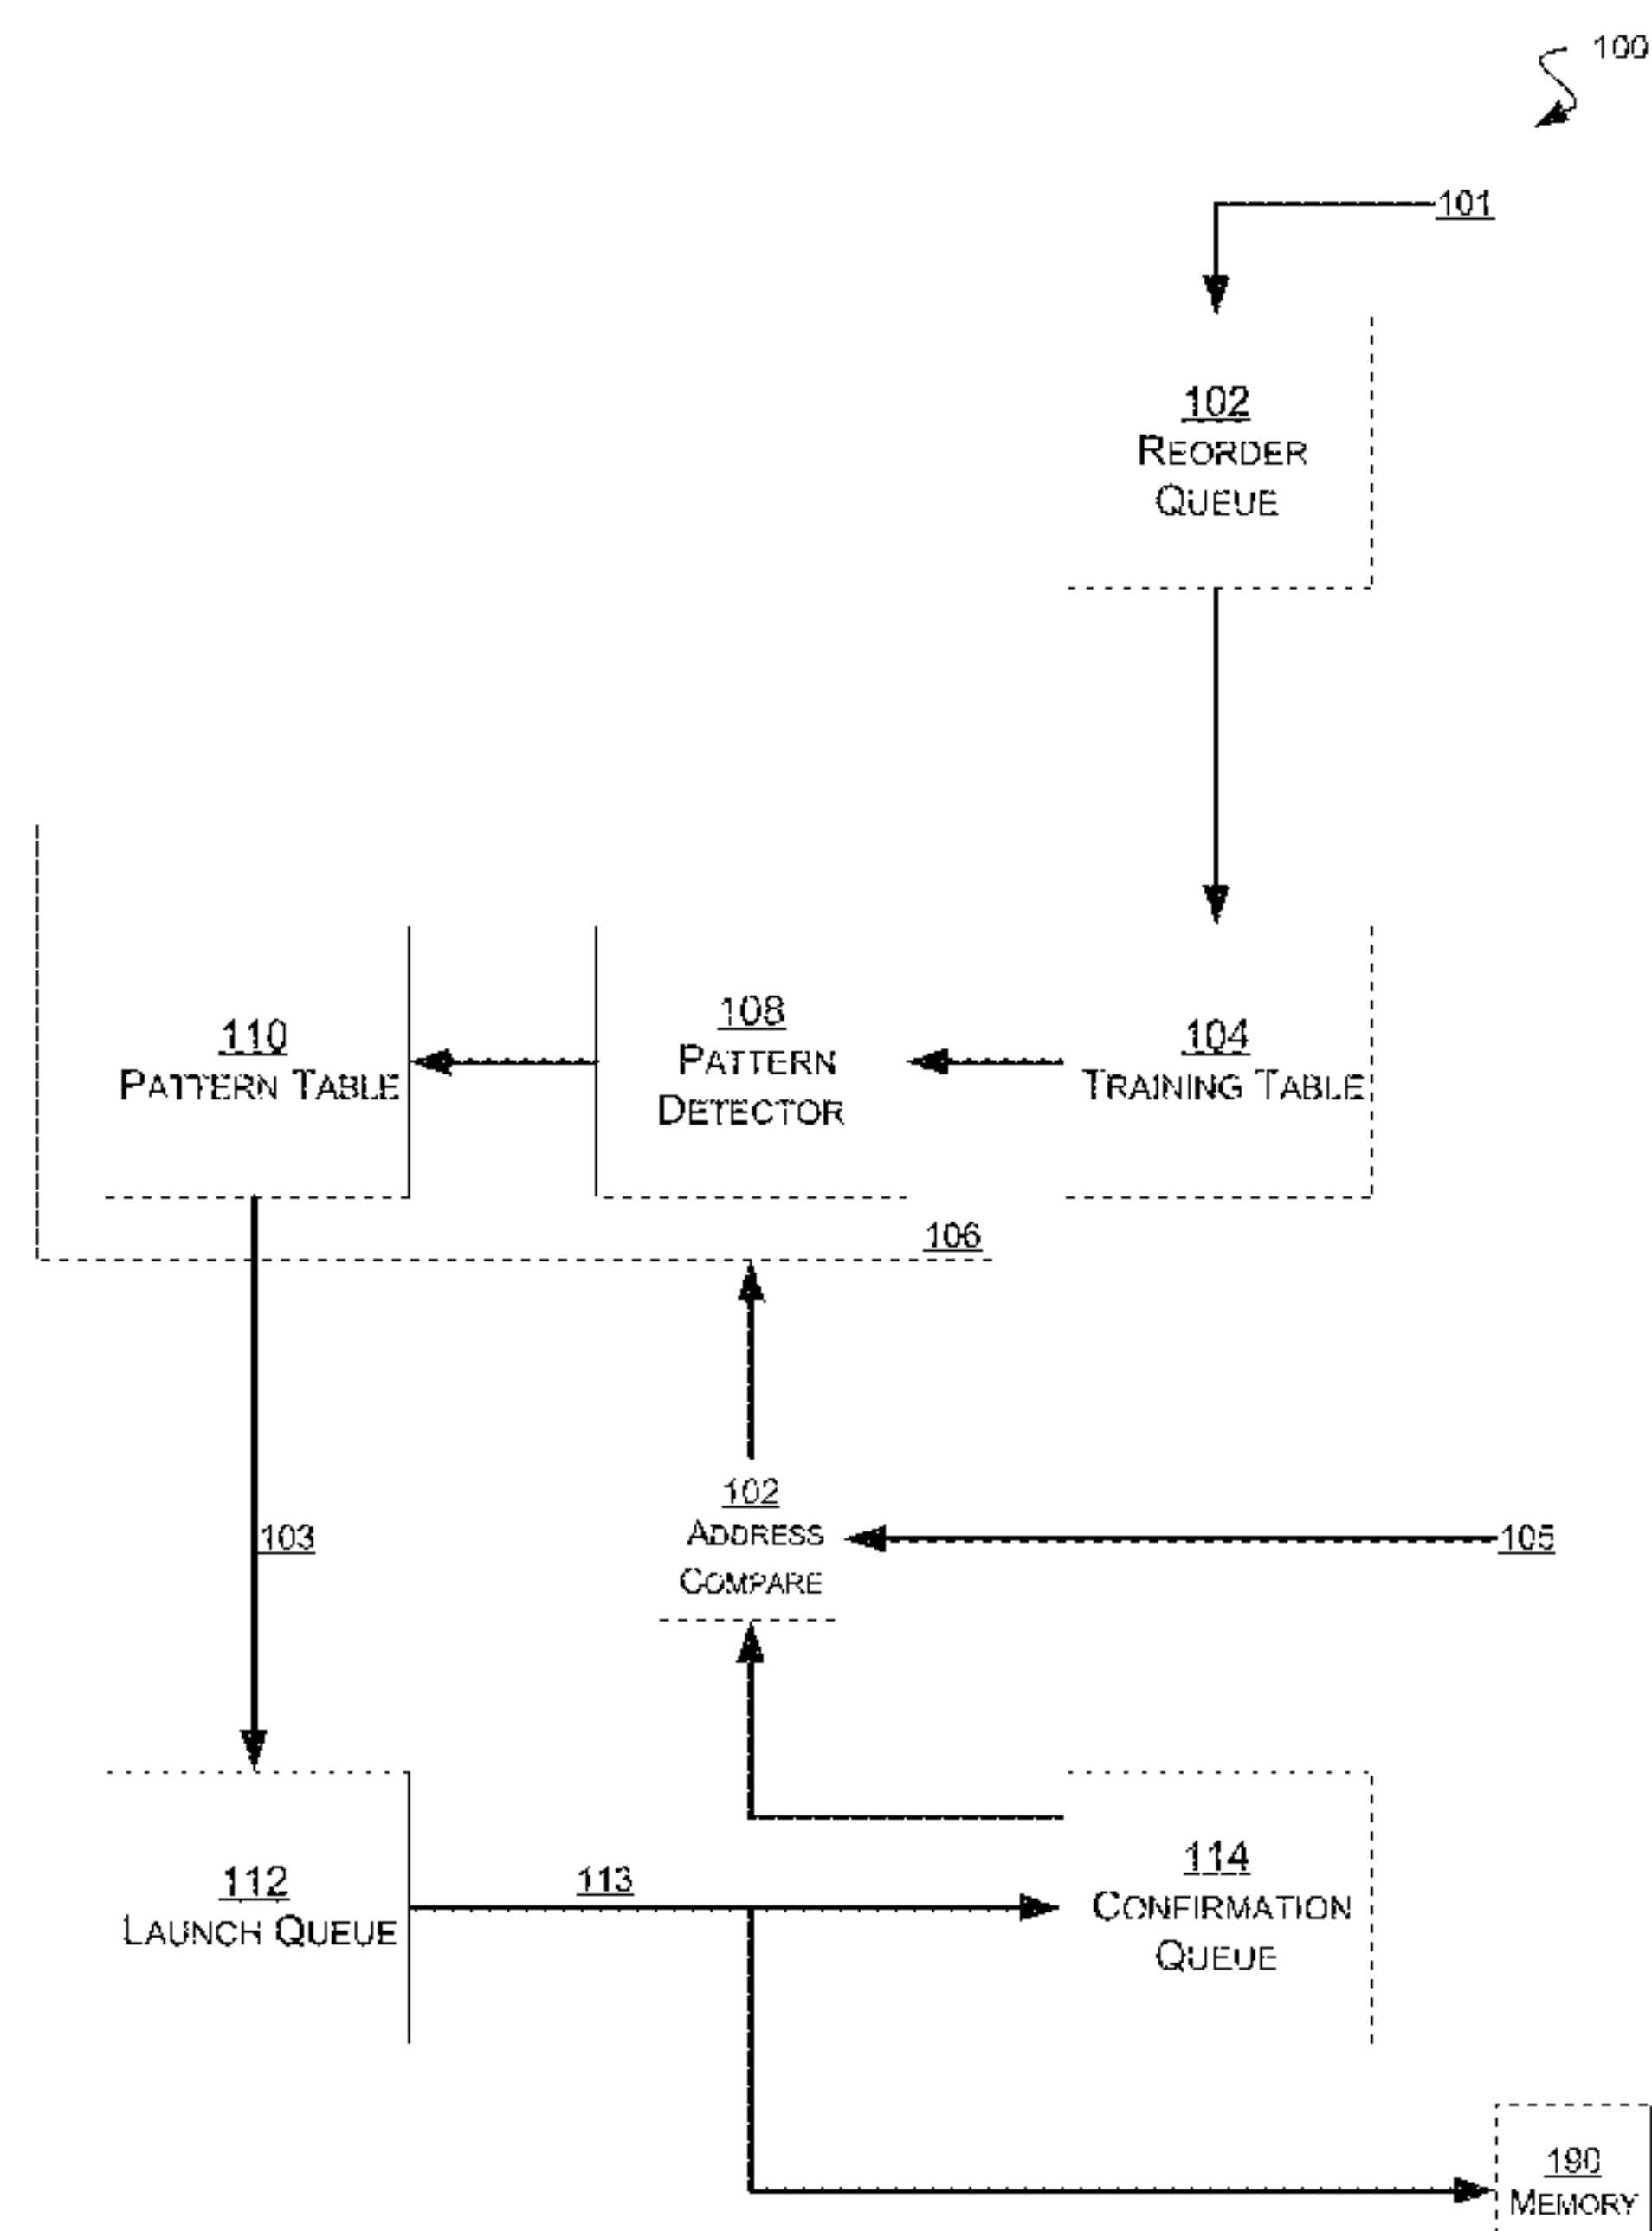 100
101
102
REORDER
QUEUE
110
PATTERN TABLE
108
PATTERN
DETECTOR
104
TRAINING TABLE
106
102
ADDRESS
COMPARE
103
105
112
LAUNCH QUEUE
113
114
CONFIRMATION
QUEUE
190
MEMORY